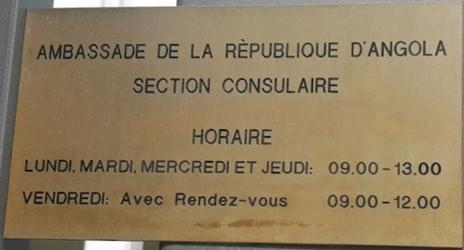 AMBASSADE DE LA RÈPUBLIQUE D'ANGOLA
SECTION CONSULAIRE
HORAIRE
LUNDI, MARDI, MERCREDI ET JEUDI: 09.00-13.00
VENDREDI: Avec Rendez-vous 09.00-12.00